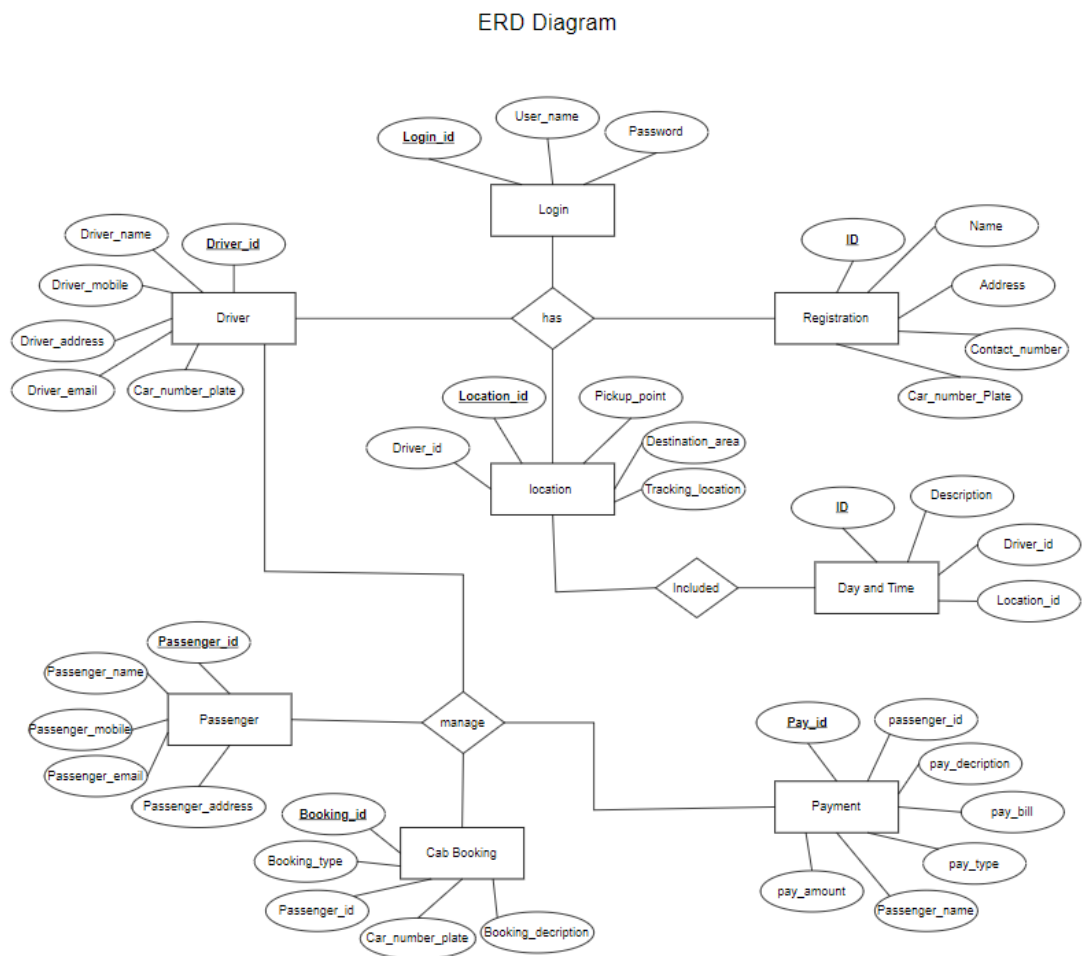 ERD Diagram
User_name
Login_id
Password
Login
Driver_name
Driver_id
Driver_mobile
Driver
Driver_address
Driver_email
Car_number_plate
has
ID
Name
Address
Registration
Contact_number
Car_number_Plate
Location_id
Pickup_point
Driver_id
Destination_area
location
Tracking_location
ID
Description
Driver_id
Included
Day and Time
Location_id
Passenger_id
Passenger_name
Passenger
Passenger_mobile
Passenger_email
Passenger_address
manage
Pay_id
passenger_id
pay_decription
Payment
pay_bill
pay_type
pay_amount
Passenger_name
Booking_id
Cab Booking
Booking_type
Passenger_id
Car_number_plate
Booking_decription